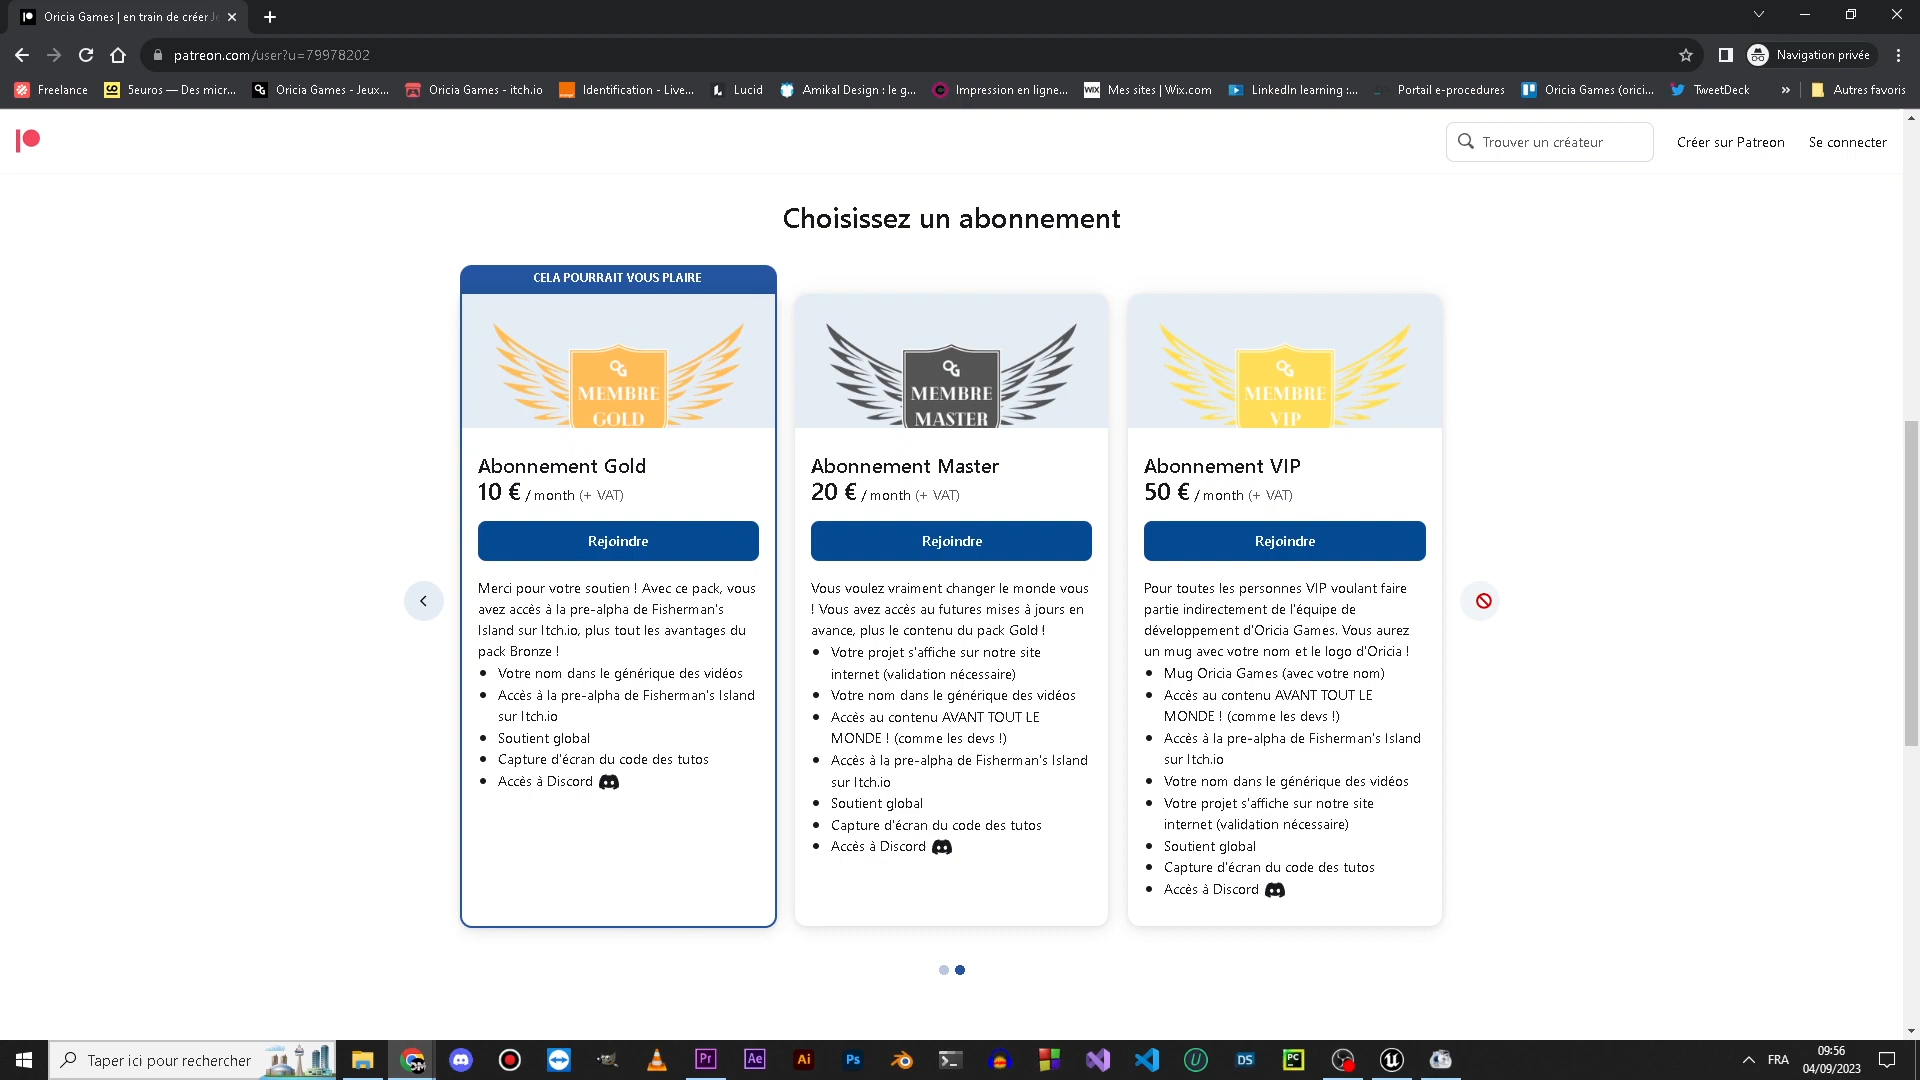 Oricia Games | en train de créer Je
patreon.com/user?u=79978202
Navigation privée
Freelance
5euros — Des micr...
Oricia Games - Jeux...
Oricia Games - itch.io
Identification - Live...
Lucid
Amikal Design : le g...
Impression en ligne...
Mes sites | Wix.com
LinkedIn learning :...
Portail e-procedures
Oricia Games (orici...
TweetDeck
Autres favoris
Trouver un créateur
Créer sur Patreon
Se connecter
Choisissez un abonnement
CELA POURRAIT VOUS PLAIRE
MEMBRE
GOLD
Abonnement Gold
10 € / month (+ VAT)
Rejoindre
Merci pour votre soutien ! Avec ce pack, vous
avez accès à la pre-alpha de Fisherman's
Island sur Itch.io, plus tout les avantages du
pack Bronze !
Votre nom dans le générique des vidéos
Accès à la pre-alpha de Fisherman's Island
sur Itch.io
Soutient global
Capture d'écran du code des tutos
Accès à Discord
MEMBRE
MASTER
Abonnement Master
20 € / month (+ VAT)
Rejoindre
Vous voulez vraiment changer le monde vous
! Vous avez accès au futures mises à jours en
avance, plus le contenu du pack Gold !
Votre projet s'affiche sur notre site
internet (validation nécessaire)
Votre nom dans le générique des vidéos
Accès au contenu AVANT TOUT LE
MONDE ! (comme les devs !)
Accès à la pre-alpha de Fisherman's Island
sur Itch.io
Soutient global
Capture d'écran du code des tutos
Accès à Discord
MEMBRE
VIP
Abonnement VIP
50 € / month (+ VAT)
Rejoindre
Pour toutes les personnes VIP voulant faire
partie indirectement de l'équipe de
développement d'Oricia Games. Vous aurez
un mug avec votre nom et le logo d'Oricia !
Mug Oricia Games (avec votre nom)
Accès au contenu AVANT TOUT LE
MONDE ! (comme les devs !)
Accès à la pre-alpha de Fisherman's Island
sur Itch.io
Votre nom dans le générique des vidéos
Votre projet s'affiche sur notre site
internet (validation nécessaire)
Soutient global
Capture d'écran du code des tutos
Accès à Discord
Taper ici pour rechercher
Pr
Ae
Ai
Ps
DS
PC
FRA
09:56
04/09/2023